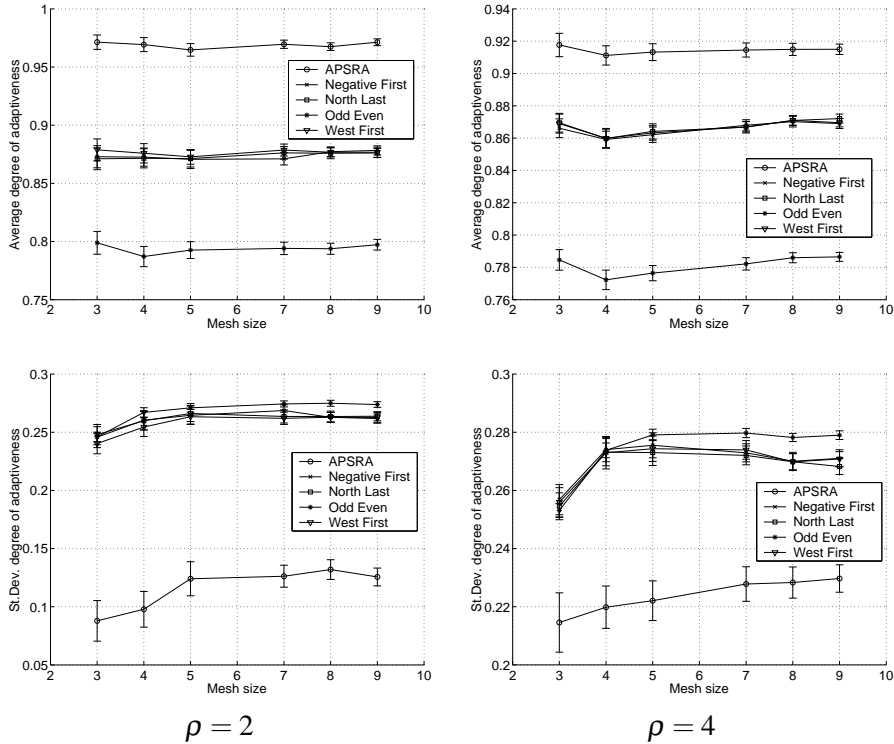 1
0.95
0.9
0.85
0.8
0.75
Average degree of adaptiveness
2 3 4 5 6 7 8 9 10
Mesh size
APSRA
Negative First
North Last
Odd Even
West First
0.94
0.92
0.9
0.88
0.86
0.84
0.82
0.8
0.78
0.76
Average degree of adaptiveness
2 3 4 5 6 7 8 9 10
Mesh size
APSRA
Negative First
North Last
Odd Even
West First
0.3
0.25
0.2
0.15
0.1
0.05
St.Dev. degree of adaptiveness
2 3 4 5 6 7 8 9 10
Mesh size
APSRA
Negative First
North Last
Odd Even
West First
0.3
0.28
0.26
0.24
0.22
0.2
St.Dev. degree of adaptiveness
2 3 4 5 6 7 8 9 10
Mesh size
APSRA
Negative First
North Last
Odd Even
West First
ρ = 2
ρ = 4